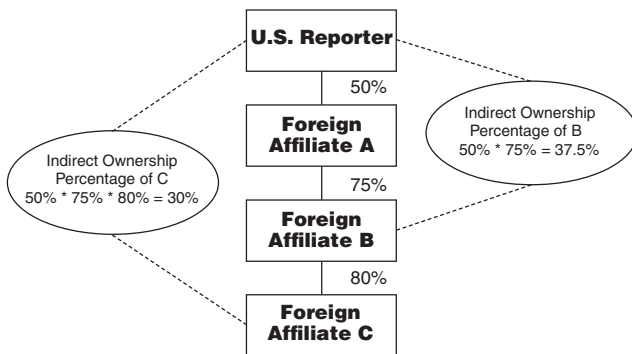 U.S. Reporter
50%
Foreign
Affiliate A
Indirect Ownership
Percentage of B
50% * 75% = 37.5%
Indirect Ownership
Percentage of C
50% * 75% * 80% = 30%
75%
Foreign
Affiliate B
80%
Foreign
Affiliate C